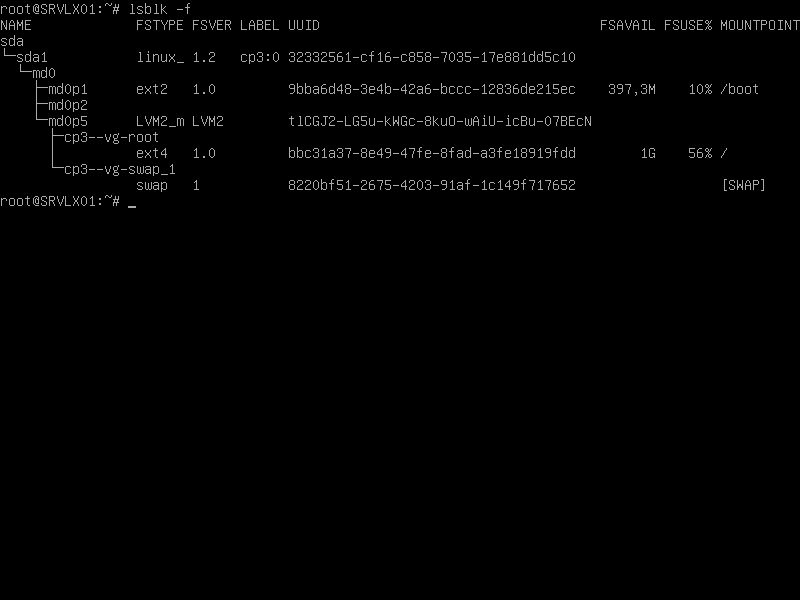 root@SRVLX01:~# lsblk -f
NAME FSTYPE FSVER LABEL UUID FSAVAIL FSUSE% MOUNTPOINT
sda
└─sda1 linux_ 1.2 cp3:0 32332561-cf16-c858-7035-17e881dd5c10
└─md0
├─md0p1 ext2 1.0 9bba6d48-3e4b-42a6-bccc-12836de215ec 397,3M 10% /boot
├─md0p2
└─md0p5 LVM2_m LVM2 tlCGJ2-LG5u-kWGc-8kuO-wAiU-icBu-07BEcN
├─cp3--vg-root
ext4 1.0 bbc31a37-8e49-47fe-8fad-a3fe18919fdd 1G 56% /
└─cp3--vg-swap_1
swap 1 8220bf51-2675-4203-91af-1c149f717652 [SWAP]
root@SRVLX01:~# _